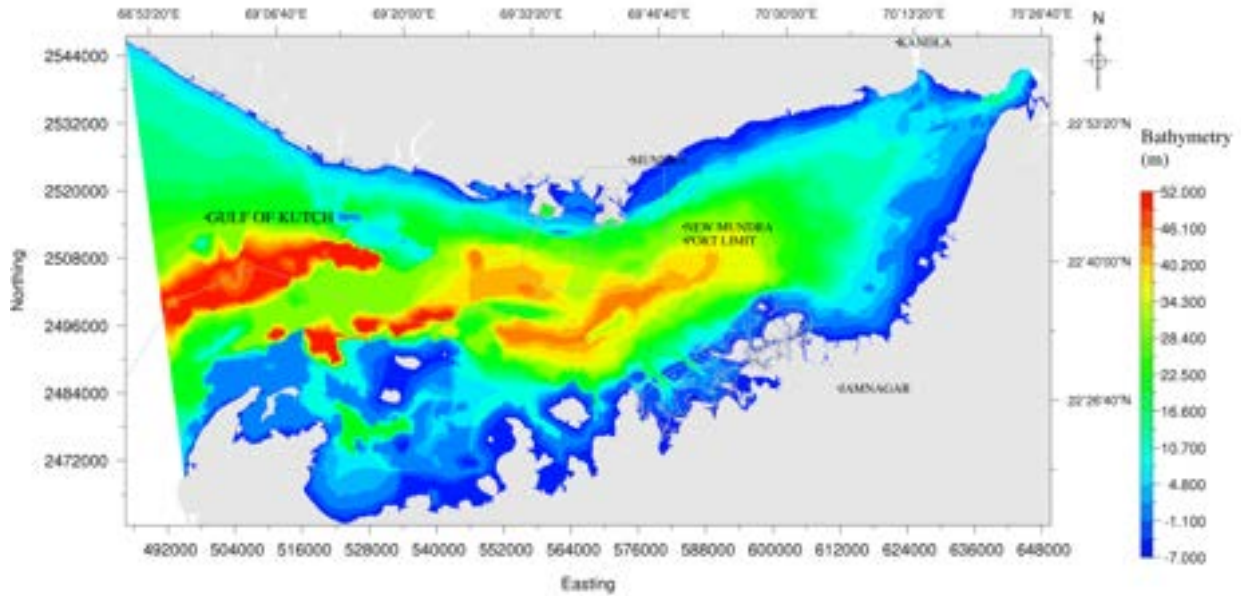 68°53'20"E 69°06'40"E 69°20'00"E 69°33'20"E 69°46'40"E 70°00'00"E 70°13'20"E 70°26'40"E
N
KANDLA
2544000
2532000
22°53'20"N
Bathymetry
(m)
MUNDRA
52.000
2520000
46.100
GULF OF KUTCH
NEW MUNDRA
PORT LIMIT
40.200
2508000
22°40'00"N
34.300
Northing
28.400
2496000
22.500
2484000
JAMNAGAR
22°26'40"N
16.600
10.700
2472000
4.800
-1.100
-7.000
492000 504000 516000 528000 540000 552000 564000 576000 588000 600000 612000 624000 636000 648000
Easting